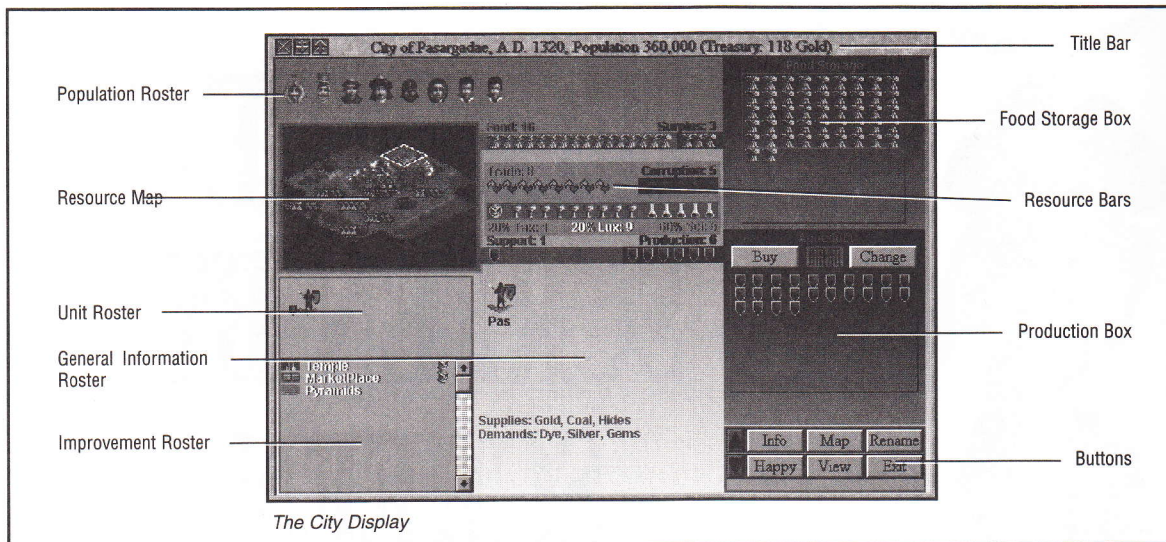 City of Pasargadae, A.D. 1320, Population 360,000 (Treasury: 118 Gold)
Title Bar
Population Roster
Food Storage
Food Storage Box
Food: 16 Surplus: 3
Resource Map
Trade: 8 Corruption: 5
Resource Bars
20% Lux: 9
Support: 1 Production: 6
Buy Change
Unit Roster
Pas
Production Box
General Information
Roster
Temple
MarketPlace
Pyramids
Supplies: Gold, Coal, Hides
Demands: Dye, Silver, Gems
Improvement Roster
Info Map Rename
Happy View Exit
Buttons
The City Display